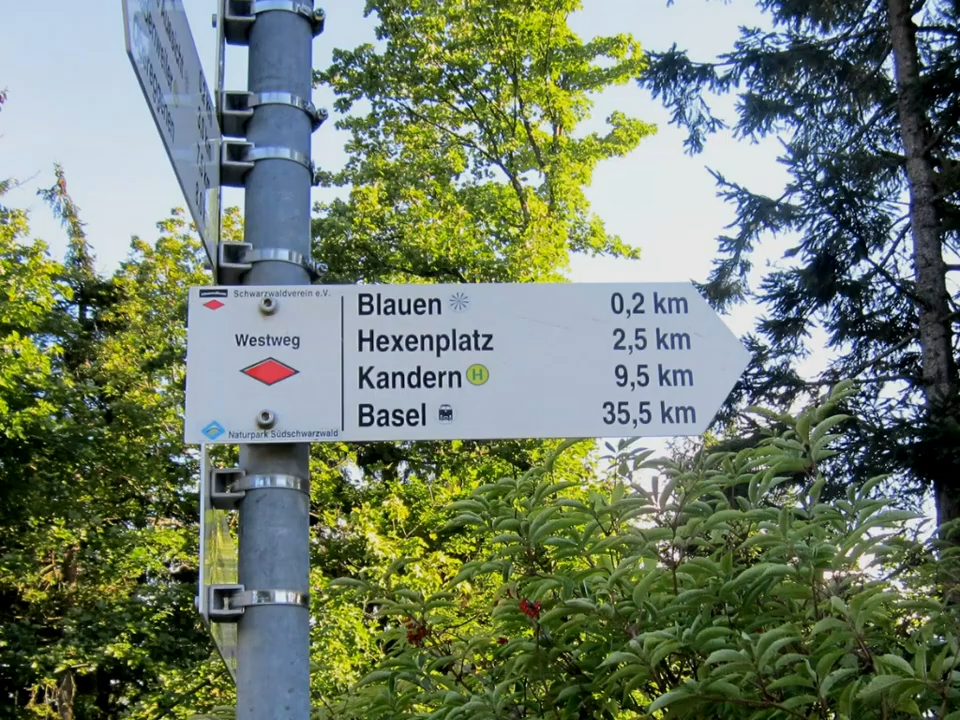 Schwarzwaldverein e.V.
Westweg
Naturpark Südschwarzwald
Blauen 0,2 km
Hexenplatz 2,5 km
Kandern H 9,5 km
Basel 35,5 km